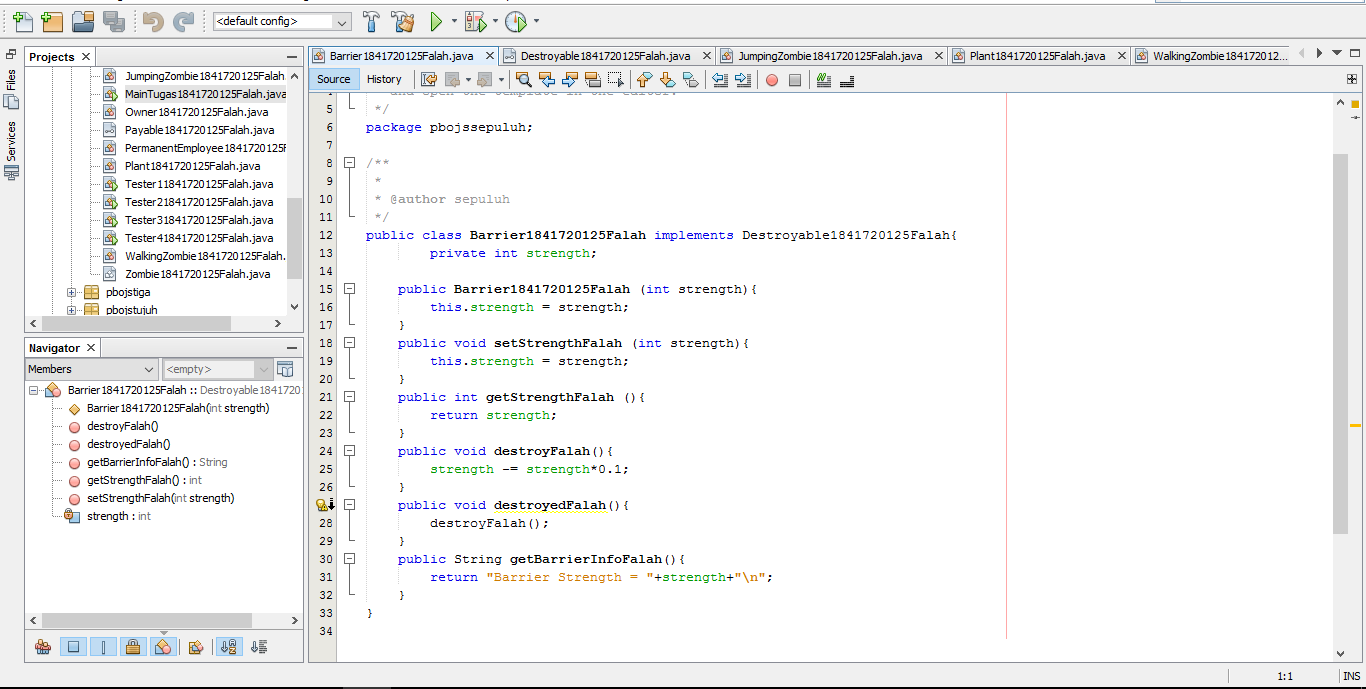 <default config>
Projects
JumpingZombie1841720125Falah
MainTugas1841720125Falah.java
Owner1841720125Falah.java
Payable1841720125Falah.java
PermanentEmployee1841720125F
Plant1841720125Falah.java
Tester11841720125Falah.java
Tester21841720125Falah.java
Tester31841720125Falah.java
Tester41841720125Falah.java
WalkingZombie1841720125Falah.
Zombie1841720125Falah.java
pbojstiga
pbojstujuh
Files
Services
Navigator
Members
<empty>
Barrier1841720125Falah :: Destroyable1841720
Barrier1841720125Falah(int strength)
destroyFalah()
destroyedFalah()
getBarrierInfoFalah() : String
getStrengthFalah() : int
setStrengthFalah(int strength)
strength : int
Barrier1841720125Falah.java
Destroyable1841720125Falah.java
JumpingZombie1841720125Falah.java
Plant1841720125Falah.java
WalkingZombie184172012...
Source History
and open the template in the editor.
5 */
6 package pbojssepuluh;
7
8 /**
9 *
10 * @author sepuluh
11 */
12 public class Barrier1841720125Falah implements Destroyable1841720125Falah{
13 private int strength;
14
15 public Barrier1841720125Falah (int strength){
16 this.strength = strength;
17 }
18 public void setStrengthFalah (int strength){
19 this.strength = strength;
20 }
21 public int getStrengthFalah (){
22 return strength;
23 }
24 public void destroyFalah(){
25 strength -= strength*0.1;
26 }
public void destroyedFalah(){
28 destroyFalah();
29 }
30 public String getBarrierInfoFalah(){
31 return "Barrier Strength = "+strength+"\n";
32 }
33 }
34
1:1 INS